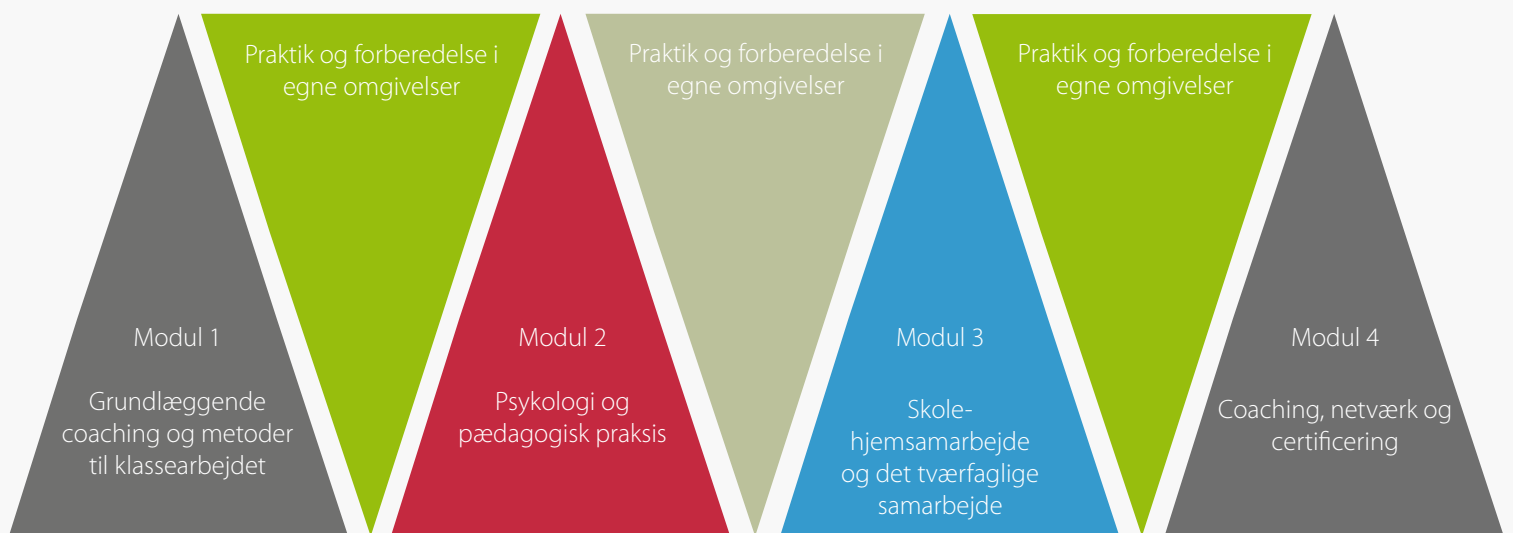 Praktik og forberedelse i
egne omgivelser
Praktik og forberedelse i
egne omgivelser
Praktik og forberedelse i
egne omgivelser
Modul 1
Grundlæggende
coaching og metoder
til klassearbejdet
Modul 2
Psykologi og
pædagogisk praksis
Modul 3
Skole-
hjemsamarbejde
og det tværfaglige
samarbejde
Modul 4
Coaching, netværk og
certificering